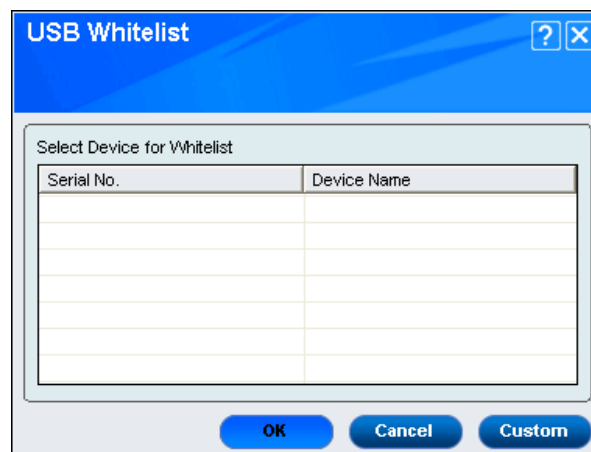 USB Whitelist
?
Select Device for Whitelist
Serial No. Device Name
OK Cancel Custom